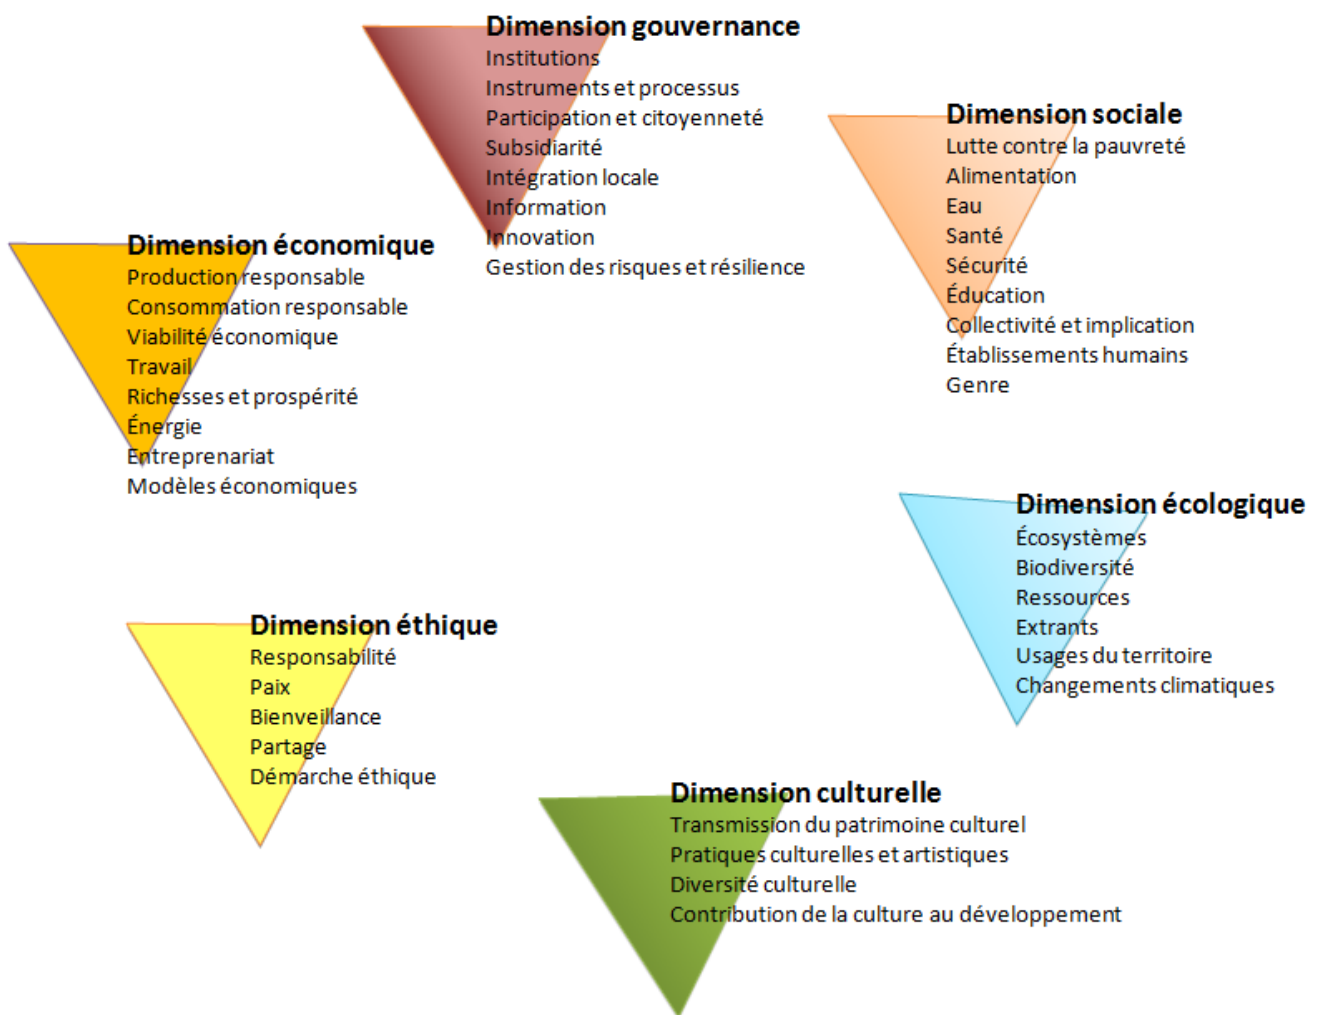 Dimension gouvernance
Institutions
Instruments et processus
Participation et citoyenneté
Subsidiarité
Intégration locale
Information
Innovation
Gestion des risques et résilience
Dimension sociale
Lutte contre la pauvreté
Alimentation
Eau
Santé
Sécurité
Éducation
Collectivité et implication
Établissements humains
Genre
Dimension économique
Production responsable
Consommation responsable
Viabilité économique
Travail
Richesses et prospérité
Énergie
Entreprenariat
Modèles économiques
Dimension écologique
Écosystèmes
Biodiversité
Ressources
Extrants
Usages du territoire
Changements climatiques
Dimension éthique
Responsabilité
Paix
Bienveillance
Partage
Démarche éthique
Dimension culturelle
Transmission du patrimoine culturel
Pratiques culturelles et artistiques
Diversité culturelle
Contribution de la culture au développement